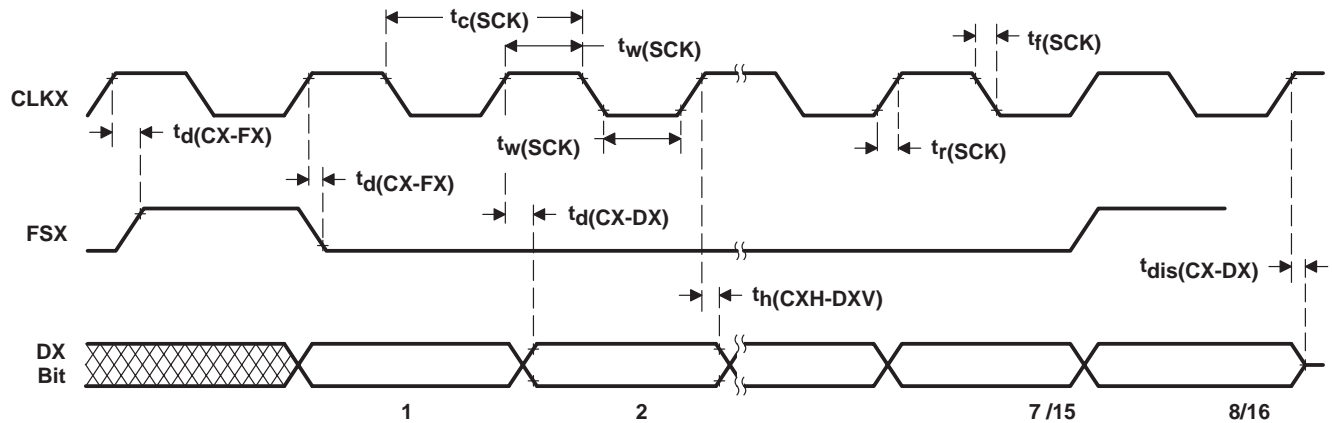 tc(SCK)
tw(SCK)
tf(SCK)
CLKX
td(CX-FX)
tw(SCK)
tr(SCK)
td(CX-FX)
td(CX-DX)
FSX
tdis(CX-DX)
th(CXH-DXV)
DX
Bit
1 2 7 /15 8/16